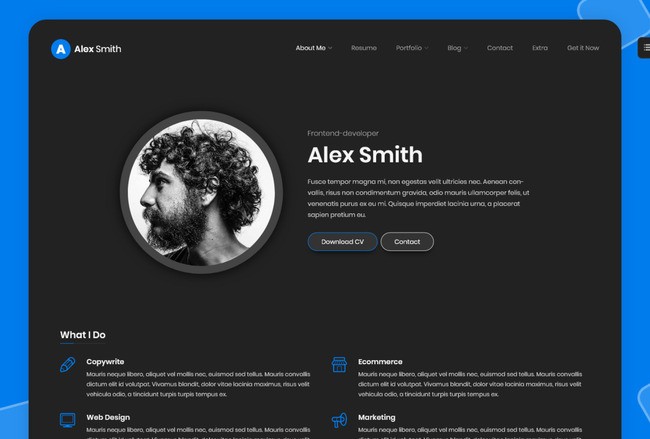 A Alex Smith
About Me Resume Portfolio Blog Contact Extra Get it Now
Frontend-developer
Alex Smith
Fusce tempor magna mi, non egestas velit ultricies nec. Aenean con-
vallis, risus non condimentum gravida, odio mauris ullamcorper felis, ut
venenatis purus ex eu mi. Quisque imperdiet lacinia urna, a placerat
sapien pretium eu.
Download CV Contact
What I Do
Copywrite
Mauris neque libero, aliquet vel mollis nec, euismod sed tellus. Mauris convallis
dictum elit id volutpat. Vivamus blandit, dolor vitae lacinia maximus, risus velit
vehicula odio, a tincidunt turpis turpis tempus ex.
Ecommerce
Mauris neque libero, aliquet vel mollis nec, euismod sed tellus. Mauris convallis
dictum elit id volutpat. Vivamus blandit, dolor vitae lacinia maximus, risus velit
vehicula odio, a tincidunt turpis turpis tempus ex.
Web Design
Mauris neque libero, aliquet vel mollis nec, euismod sed tellus. Mauris convallis
Marketing
Mauris neque libero, aliquet vel mollis nec, euismod sed tellus. Mauris convallis